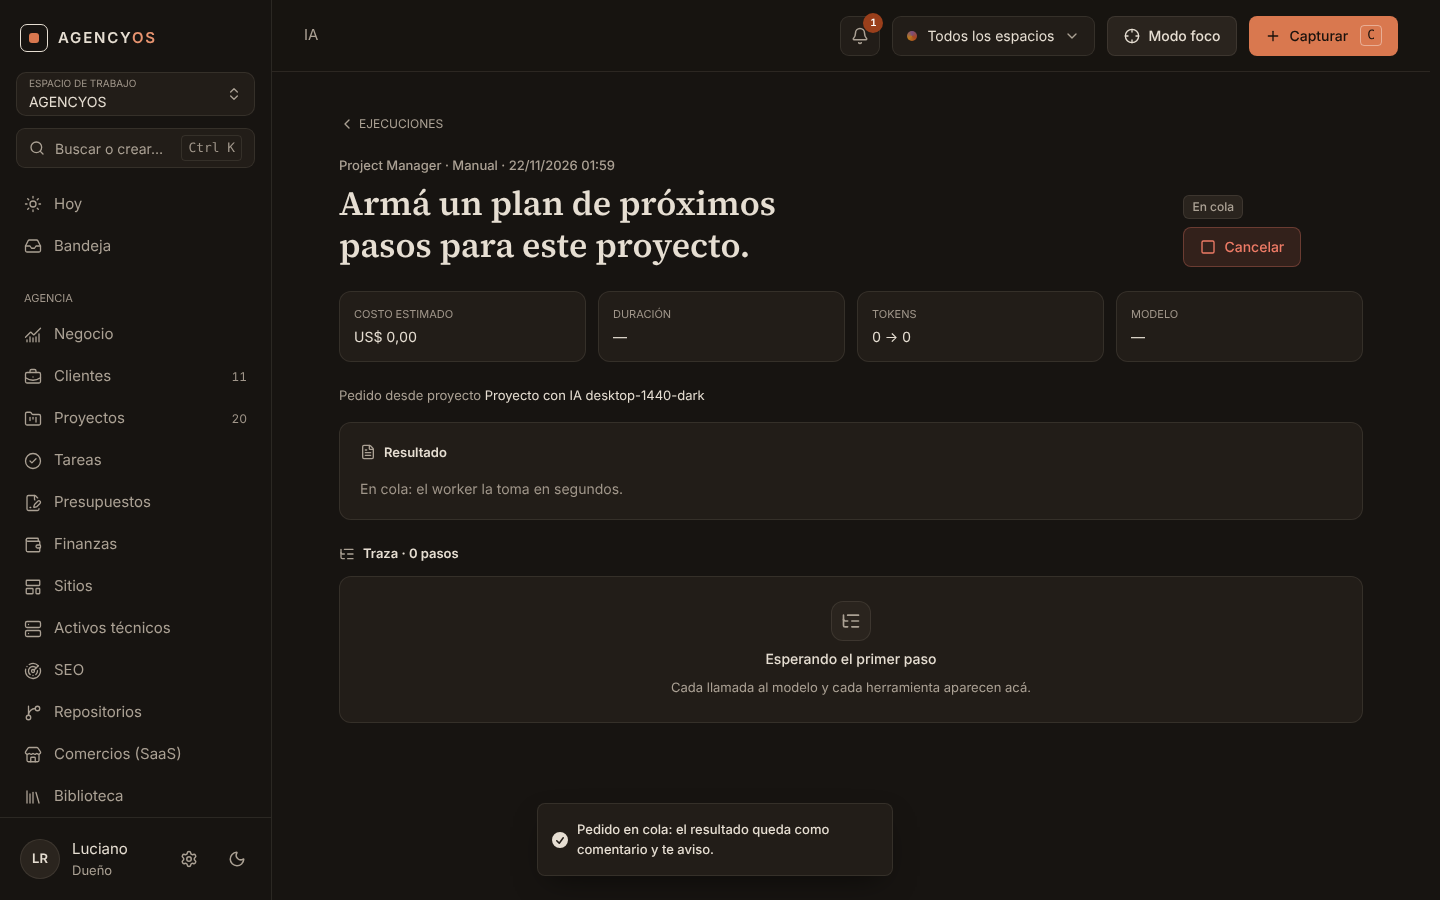 AGENCYOS
ESPACIO DE TRABAJO
AGENCYOS
Buscar o crear... Ctrl K
Hoy
Bandeja
AGENCIA
Negocio
Clientes 11
Proyectos 20
Tareas
Presupuestos
Finanzas
Sitios
Activos técnicos
SEO
Repositorios
Comercios (SaaS)
Biblioteca
LR
Luciano
Dueño
IA
1
Todos los espacios
Modo foco
Capturar C
EJECUCIONES
Project Manager · Manual · 22/11/2026 01:59
Armá un plan de próximos
pasos para este proyecto.
En cola
Cancelar
COSTO ESTIMADO
US$ 0,00
DURACIÓN
—
TOKENS
0 → 0
MODELO
—
Pedido desde proyecto Proyecto con IA desktop-1440-dark
Resultado
En cola: el worker la toma en segundos.
Traza · 0 pasos
Esperando el primer paso
Cada llamada al modelo y cada herramienta aparecen acá.
Pedido en cola: el resultado queda como
comentario y te aviso.